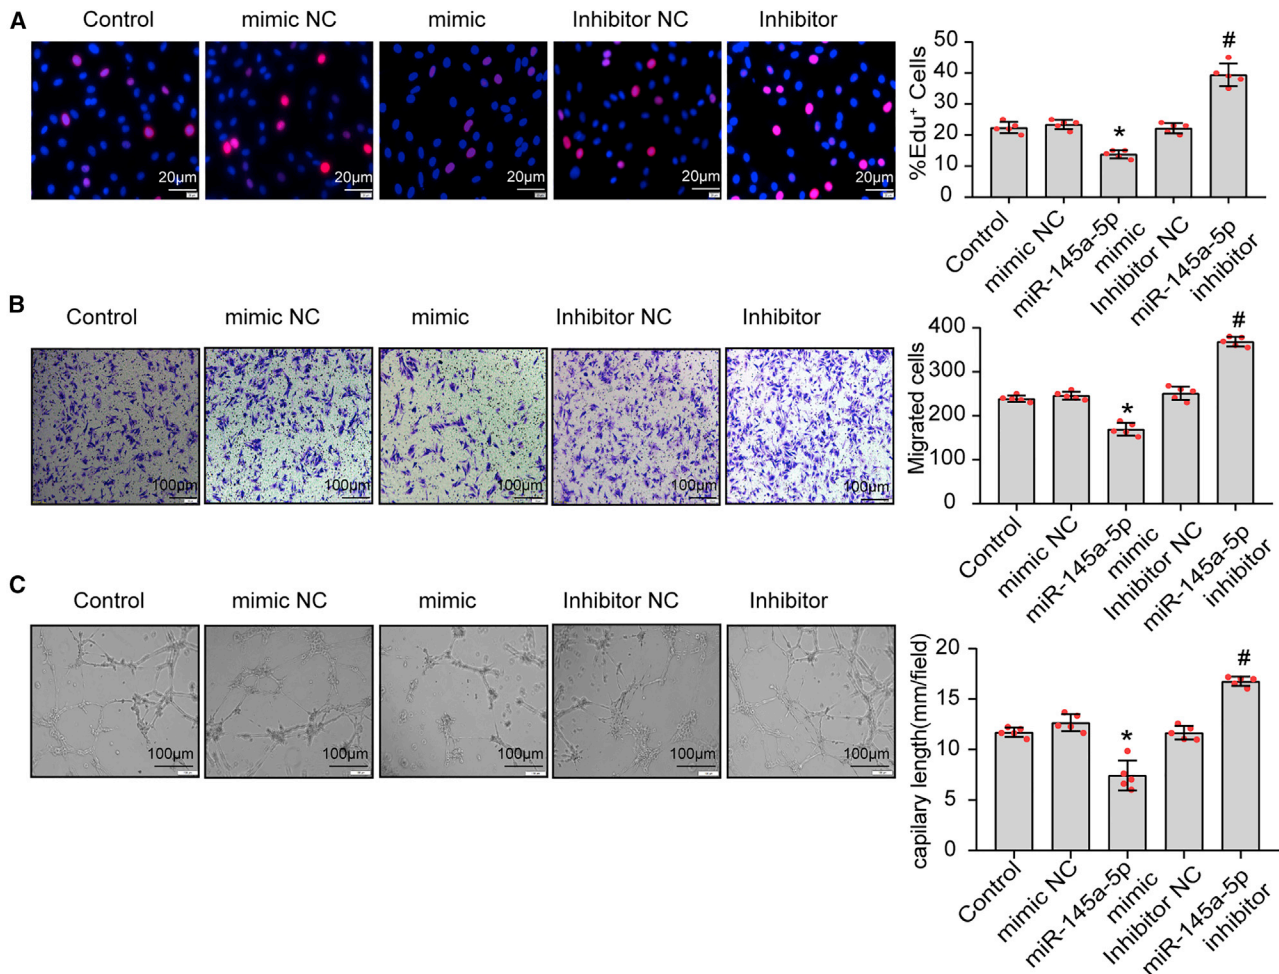 A
Control mimic NC mimic Inhibitor NC Inhibitor
20µm 20µm 20µm 20µm 20µm
%Edu+ Cells
50
40
30
20
10
0
*
#
Control
mimic NC
miR-145a-5p
mimic
Inhibitor NC
miR-145a-5p
inhibitor
B
Control mimic NC mimic Inhibitor NC Inhibitor
100µm 100µm 100µm 100µm 100µm
Migrated cells
400
300
200
100
0
*
#
Control
mimic NC
miR-145a-5p
mimic
Inhibitor NC
miR-145a-5p
inhibitor
C
Control mimic NC mimic Inhibitor NC Inhibitor
100µm 100µm 100µm 100µm 100µm
capilary length(mm/field)
20
15
10
5
0
*
#
Control
mimic NC
miR-145a-5p
mimic
Inhibitor NC
miR-145a-5p
inhibitor